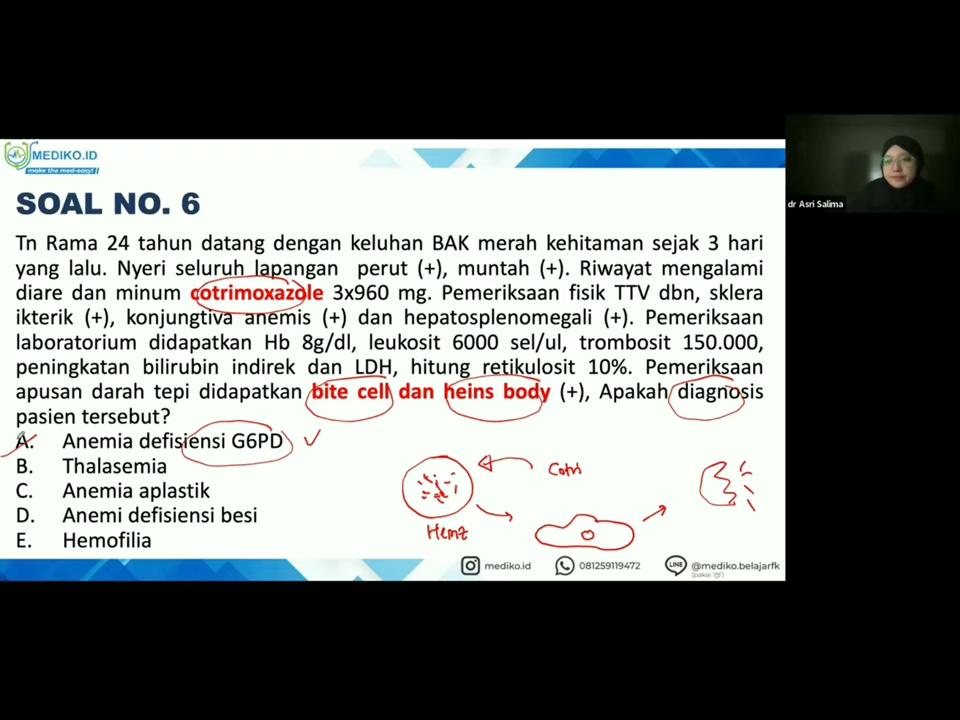 MEDIKO.ID
make the med-easy! |
SOAL NO. 6
Tn Rama 24 tahun datang dengan keluhan BAK merah kehitaman sejak 3 hari
yang lalu. Nyeri seluruh lapangan perut (+), muntah (+). Riwayat mengalami
diare dan minum cotrimoxazole 3x960 mg. Pemeriksaan fisik TTV dbn, sklera
ikterik (+), konjungtiva anemis (+) dan hepatosplenomegali (+). Pemeriksaan
laboratorium didapatkan Hb 8g/dl, leukosit 6000 sel/ul, trombosit 150.000,
peningkatan bilirubin indirek dan LDH, hitung retikulosit 10%. Pemeriksaan
apusan darah tepi didapatkan bite cell dan heins body (+), Apakah diagnosis
pasien tersebut?
A. Anemia defisiensi G6PD
B. Thalasemia
C. Anemia aplastik
D. Anemi defisiensi besi
E. Hemofilia
Cotri
Hemz
mediko.id
081259119472
LINE
@mediko.belajarfk
(pakai '@')
dr Asri Salima